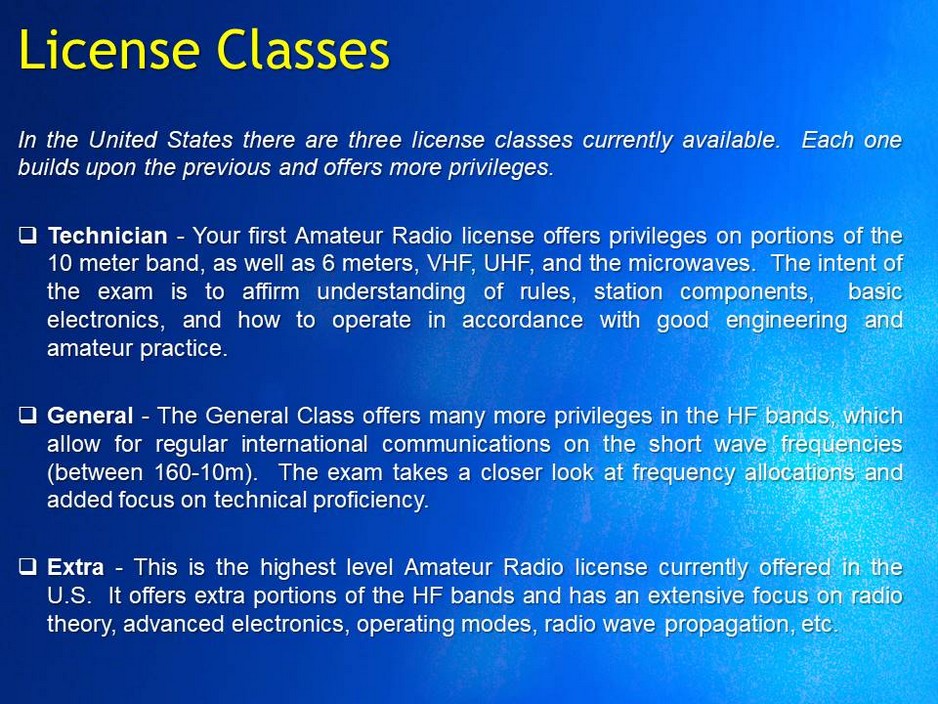 License Classes
In the United States there are three license classes currently available. Each one
builds upon the previous and offers more privileges.
❑ Technician - Your first Amateur Radio license offers privileges on portions of the
10 meter band, as well as 6 meters, VHF, UHF, and the microwaves. The intent of
the exam is to affirm understanding of rules, station components, basic
electronics, and how to operate in accordance with good engineering and
amateur practice.
❑ General - The General Class offers many more privileges in the HF bands, which
allow for regular international communications on the short wave frequencies
(between 160-10m). The exam takes a closer look at frequency allocations and
added focus on technical proficiency.
❑ Extra - This is the highest level Amateur Radio license currently offered in the
U.S. It offers extra portions of the HF bands and has an extensive focus on radio
theory, advanced electronics, operating modes, radio wave propagation, etc.